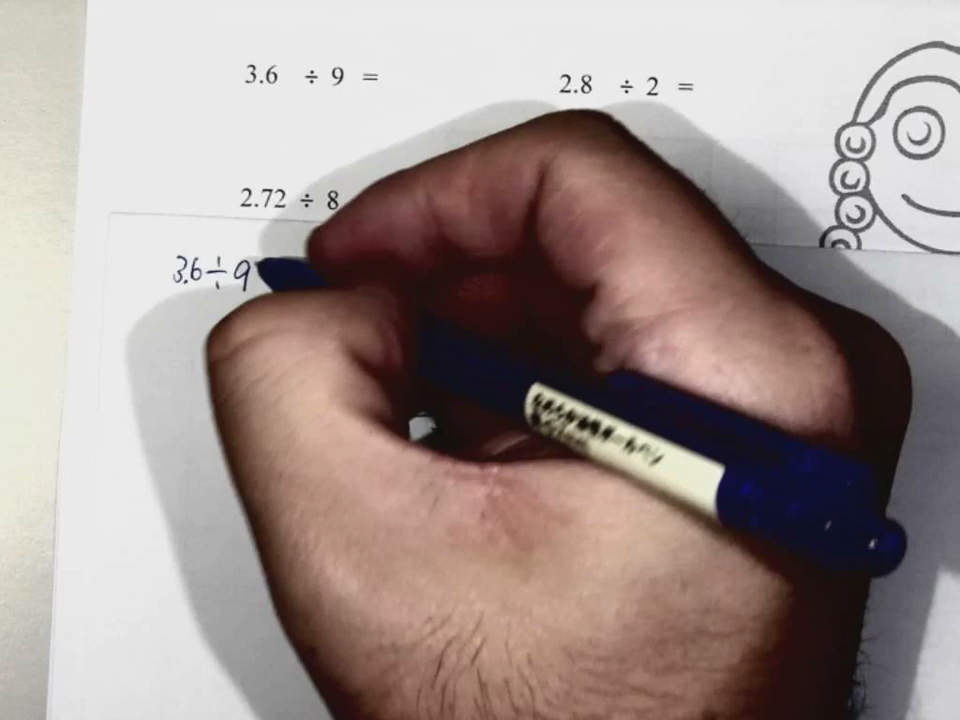 3.6 ÷ 9 =
2.8 ÷ 2 =
2.72 ÷ 8
3.6÷9